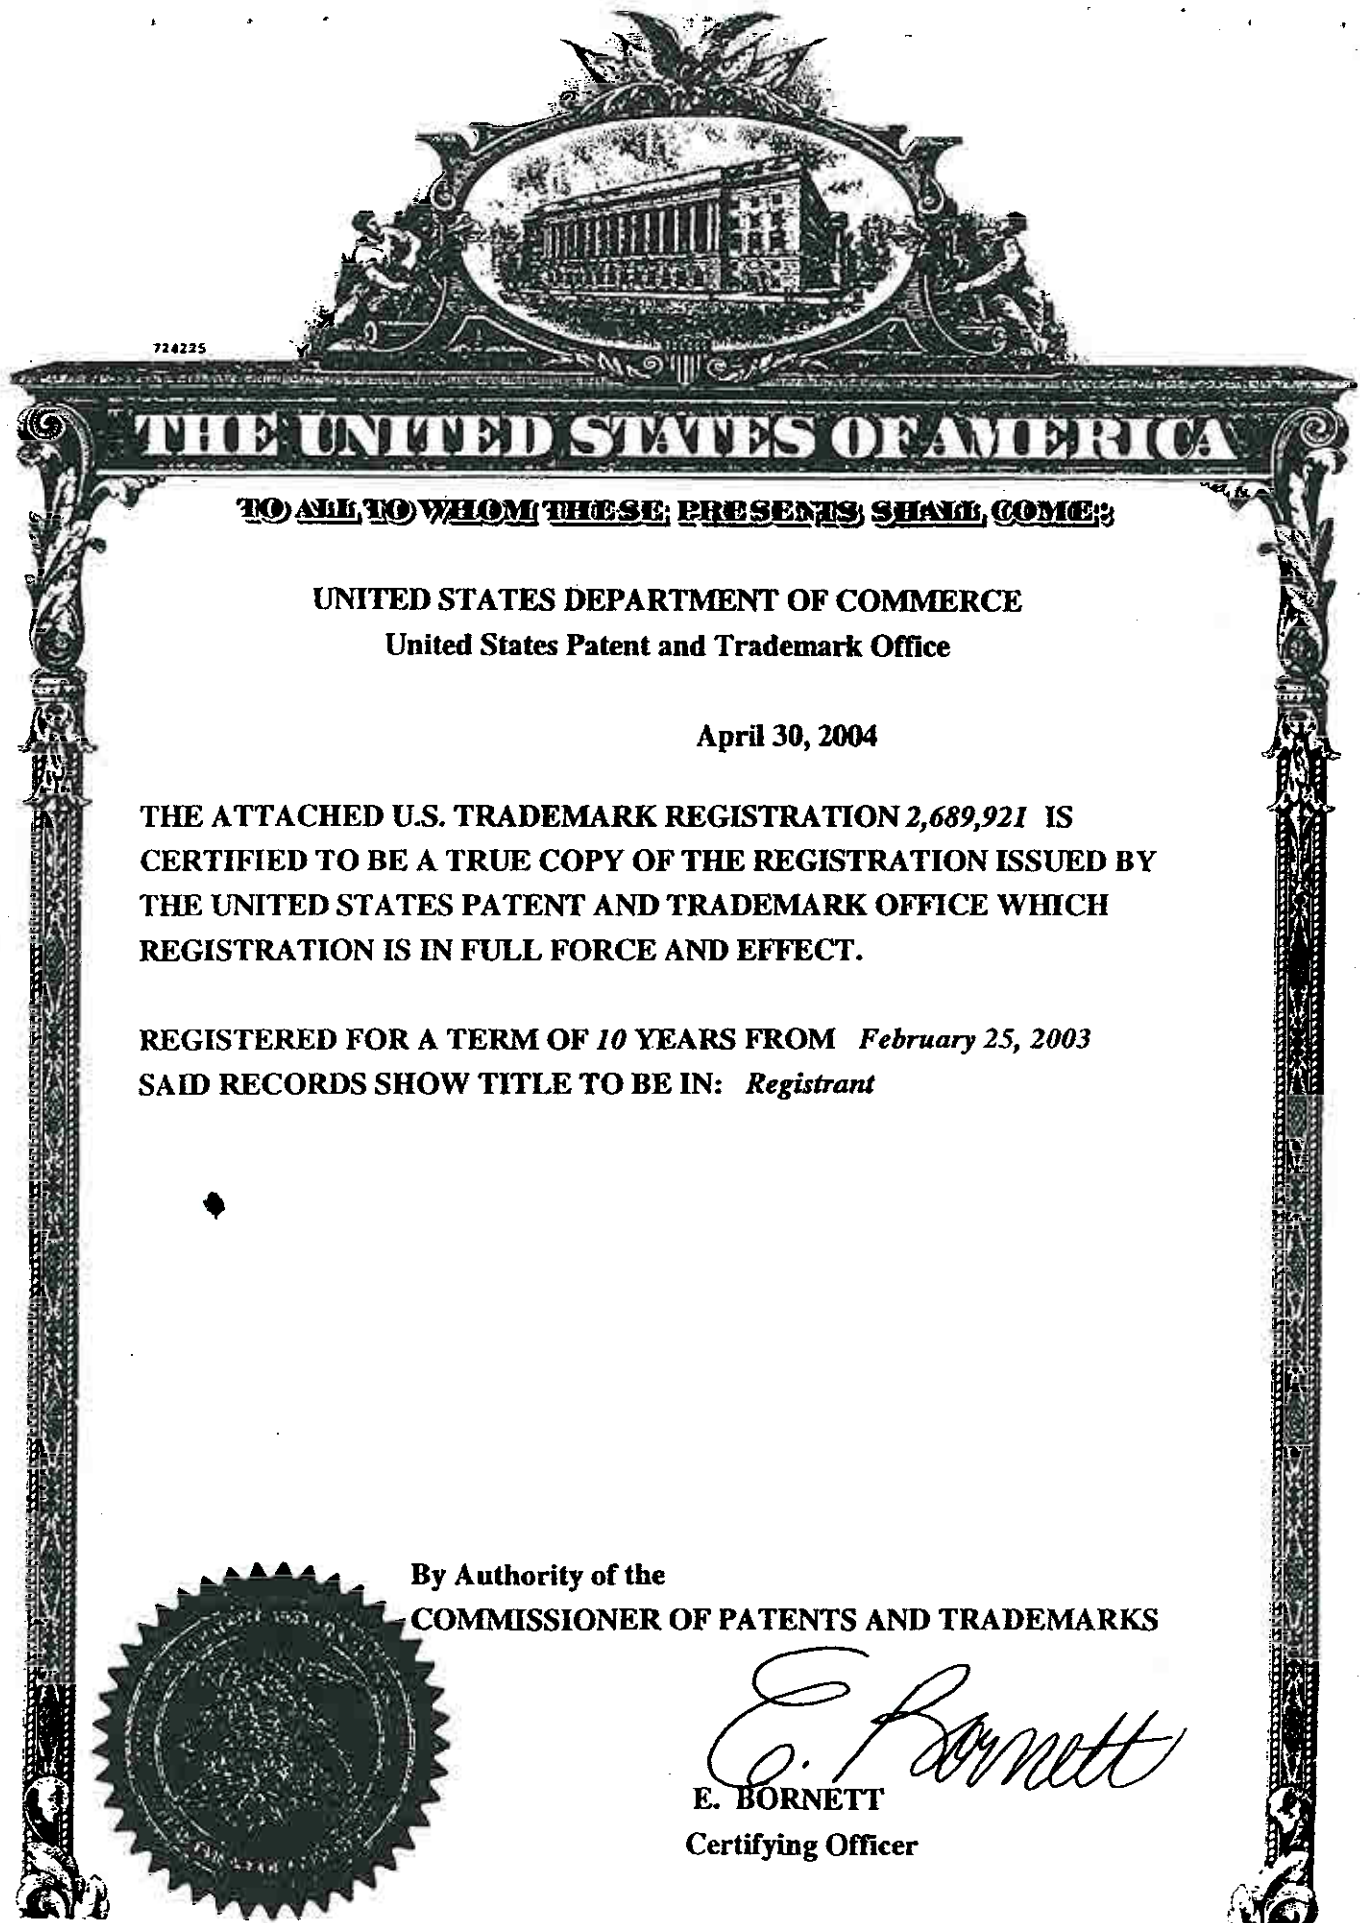 724225
THE UNITED STATES OF AMERICA
TO ALL TO WHOM THESE PRESENTS SHALL COME:
UNITED STATES DEPARTMENT OF COMMERCE
United States Patent and Trademark Office
April 30, 2004
THE ATTACHED U.S. TRADEMARK REGISTRATION 2,689,921 IS
CERTIFIED TO BE A TRUE COPY OF THE REGISTRATION ISSUED BY
THE UNITED STATES PATENT AND TRADEMARK OFFICE WHICH
REGISTRATION IS IN FULL FORCE AND EFFECT.
REGISTERED FOR A TERM OF 10 YEARS FROM February 25, 2003
SAID RECORDS SHOW TITLE TO BE IN: Registrant
By Authority of the
COMMISSIONER OF PATENTS AND TRADEMARKS
E. Bornett
E. BORNETT
Certifying Officer